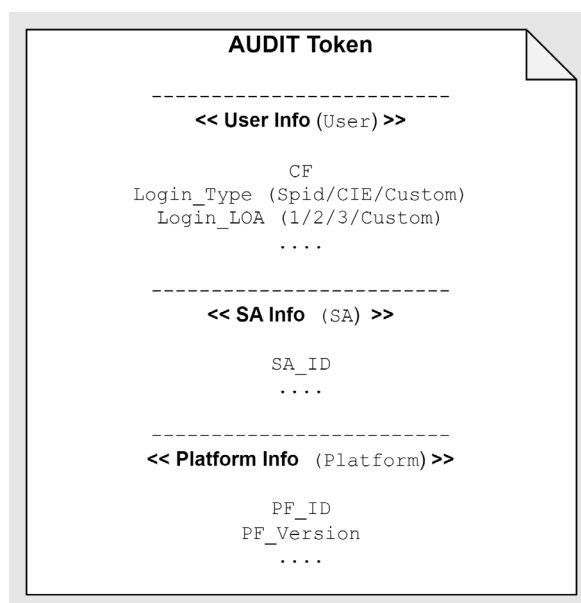 AUDIT Token
-------------------------
<< User Info (User) >>
CF
Login_Type (Spid/CIE/Custom)
Login_LOA (1/2/3/Custom)
....
-------------------------
<< SA Info (SA) >>
SA_ID
....
-------------------------
<< Platform Info (Platform) >>
PF_ID
PF_Version
....